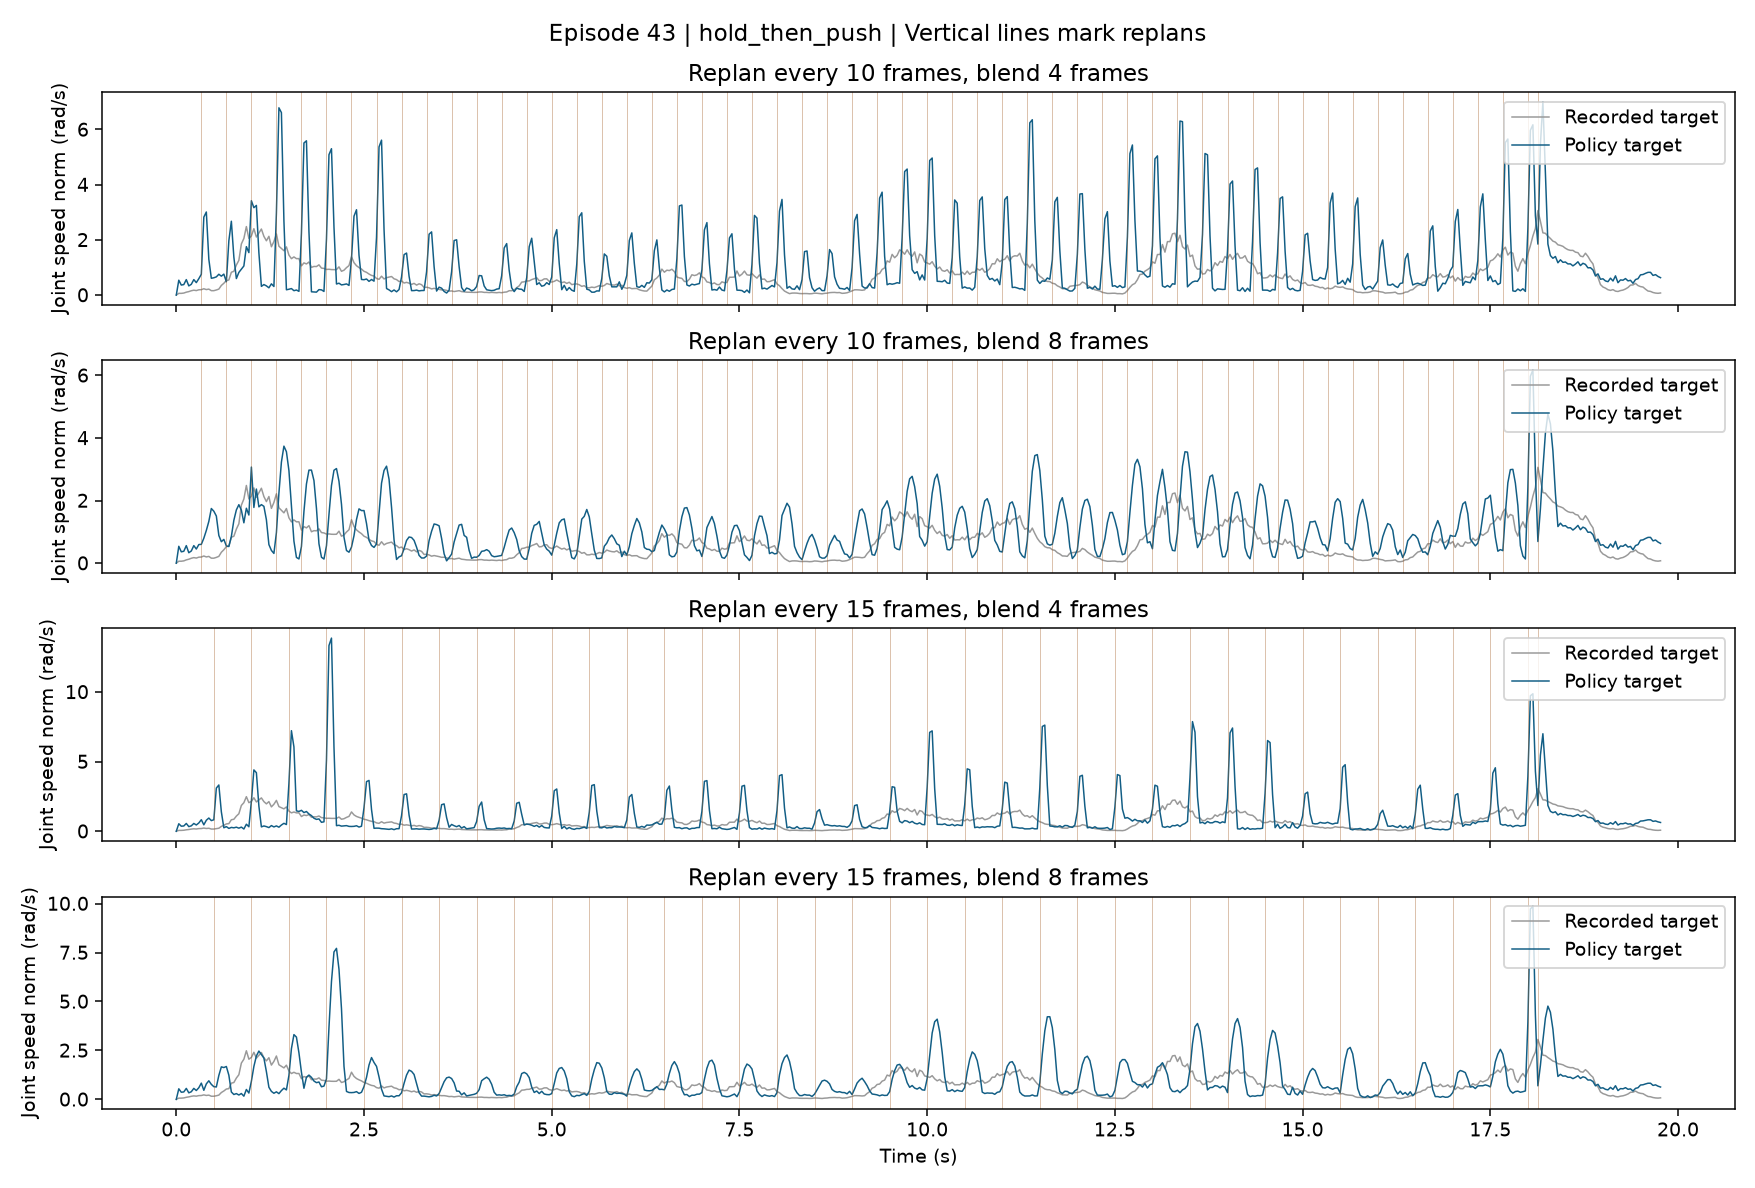 Episode 43 | hold_then_push | Vertical lines mark replans
Replan every 10 frames, blend 4 frames
Joint speed norm (rad/s)
6
4
2
0
Recorded target
Policy target
Replan every 10 frames, blend 8 frames
Joint speed norm (rad/s)
6
4
2
0
Recorded target
Policy target
Replan every 15 frames, blend 4 frames
Joint speed norm (rad/s)
10
5
0
Recorded target
Policy target
Replan every 15 frames, blend 8 frames
Joint speed norm (rad/s)
10.0
7.5
5.0
2.5
0.0
Recorded target
Policy target
0.0 2.5 5.0 7.5 10.0 12.5 15.0 17.5 20.0
Time (s)